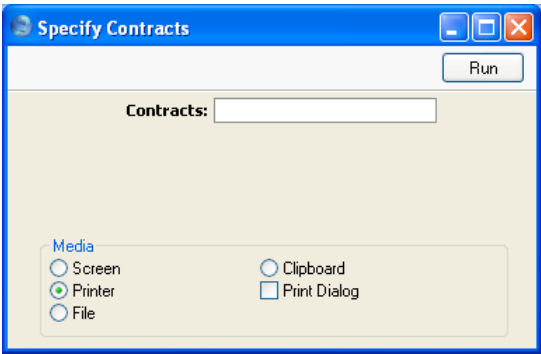 Specify Contracts
Run
Contracts:
Media
Screen
Clipboard
Printer
Print Dialog
File